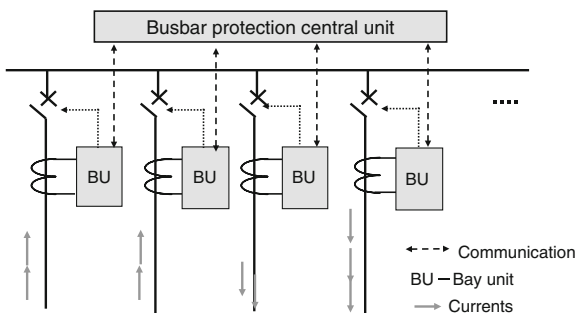 Busbar protection central unit
BU
BU
BU
BU
Communication
BU – Bay unit
Currents